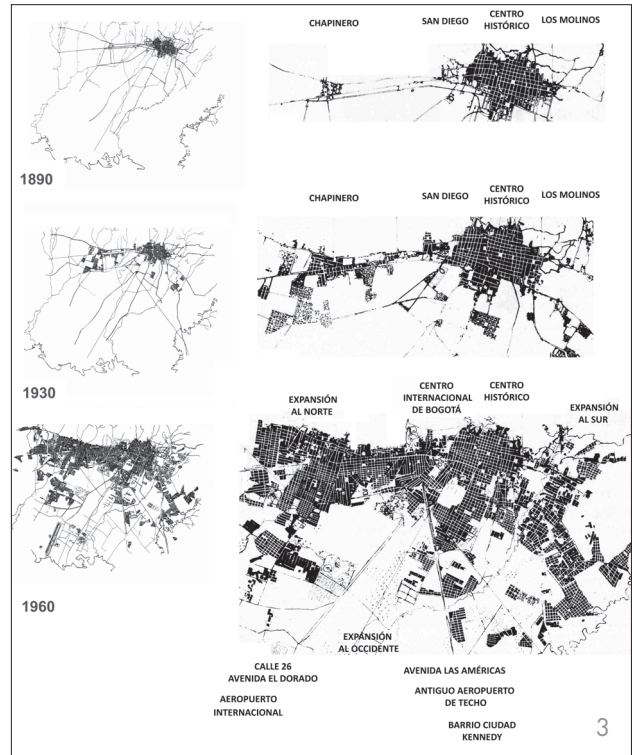 CHAPINERO
SAN DIEGO
CENTRO
HISTÓRICO
LOS MOLINOS
1890
CHAPINERO
SAN DIEGO
CENTRO
HISTÓRICO
LOS MOLINOS
1930
EXPANSIÓN
AL NORTE
CENTRO
INTERNACIONAL
DE BOGOTÁ
CENTRO
HISTÓRICO
EXPANSIÓN
AL SUR
1960
EXPANSIÓN
AL OCCIDENTE
CALLE 26
AVENIDA EL DORADO
AEROPUERTO
INTERNACIONAL
AVENIDA LAS AMÉRICAS
ANTIGUO AEROPUERTO
DE TECHO
BARRIO CIUDAD
KENNEDY
3